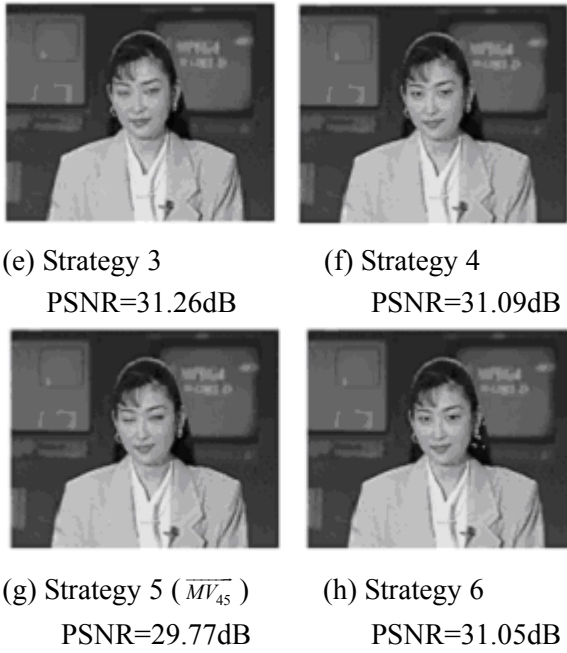 MPEG4
(e) Strategy 3
(f) Strategy 4
PSNR=31.26dB
PSNR=31.09dB
(g) Strategy 5 ( MV₄₅ )
(h) Strategy 6
PSNR=29.77dB
PSNR=31.05dB